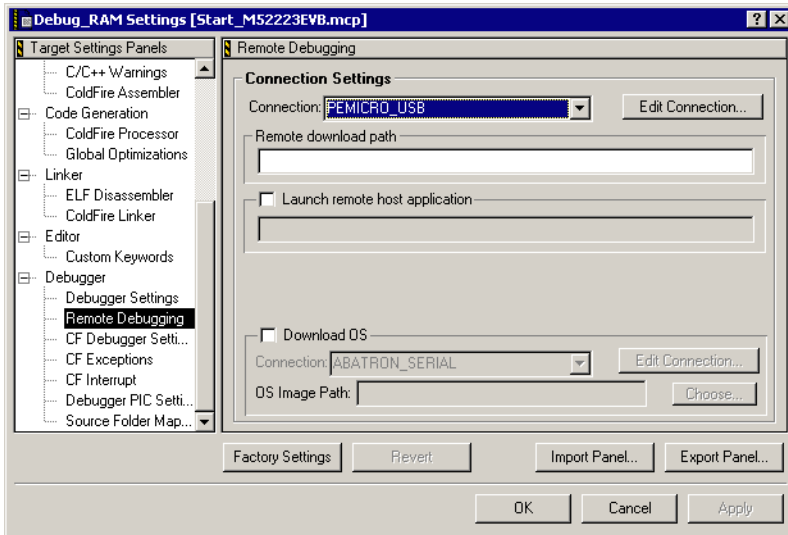 Debug_RAM Settings [Start_M52223EVB.mcp]
Target Settings Panels
C/C++ Warnings
ColdFire Assembler
Code Generation
ColdFire Processor
Global Optimizations
Linker
ELF Disassembler
ColdFire Linker
Editor
Custom Keywords
Debugger
Debugger Settings
Remote Debugging
CF Debugger Setti...
CF Exceptions
CF Interrupt
Debugger PIC Setti...
Source Folder Map...
Remote Debugging
Connection Settings
Connection: PEMICRO_USB Edit Connection...
Remote download path
Launch remote host application
Download OS
Connection: ABATRON_SERIAL Edit Connection...
OS Image Path: Choose...
Factory Settings Revert Import Panel... Export Panel...
OK Cancel Apply